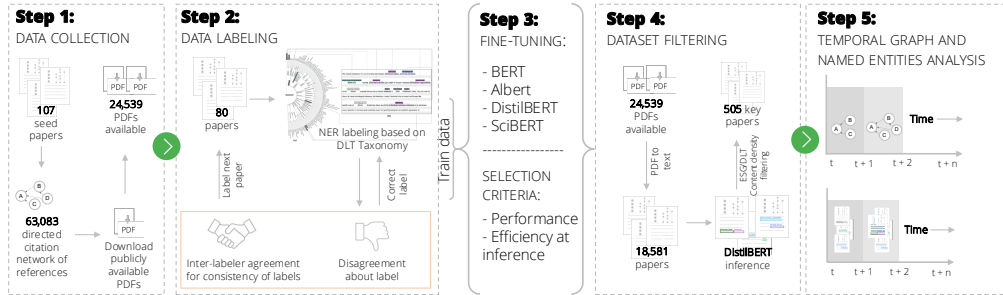 Step 1:
DATA COLLECTION
107
seed
papers
PDF PDF
24,539
PDFs
available
A B C D
63,083
directed
citation
network of
references
PDF
Download
publicly
available
PDFs
Step 2:
DATA LABELING
80
papers
NER labeling based on
DLT Taxonomy
Label next
paper
Correct
label
Inter-labeler agreement
for consistency of labels
Disagreement
about label
Train data
Step 3:
FINE-TUNING:
- BERT
- Albert
- DistilBERT
- SciBERT
-----------------
SELECTION
CRITERIA:
- Performance
- Efficiency at
inference
Step 4:
DATASET FILTERING
PDF PDF
24,539
PDFs
available
PDF to
text
18,581
papers
505 key
papers
ESG/DLT
Content density
filtering
DistilBERT
inference
Step 5:
TEMPORAL GRAPH AND
NAMED ENTITIES ANALYSIS
A B C
A B C D
Time
t t + 1 t + 2 t + n
Time
t t + 1 t + 2 t + n